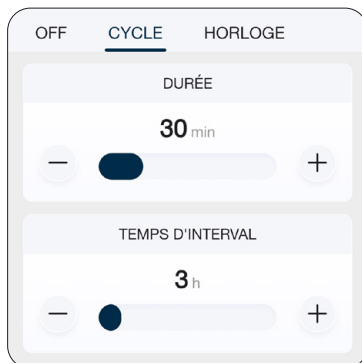 OFF CYCLE HORLOGE
DURÉE
30 min
TEMPS D'INTERVAL
3 h